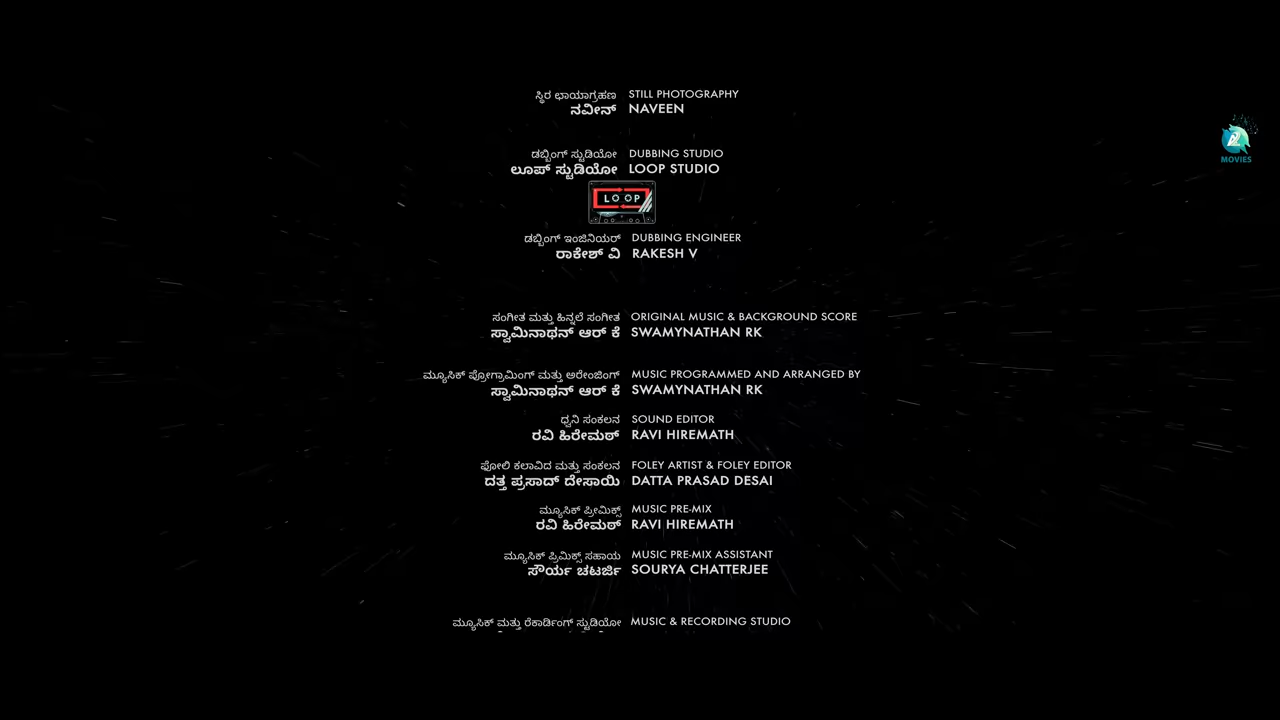 ಸ್ಥಿರ ಛಾಯಾಗ್ರಹಣ STILL PHOTOGRAPHY
ನವೀನ್ NAVEEN
ಡಬ್ಬಿಂಗ್ ಸ್ಟುಡಿಯೋ DUBBING STUDIO
ಲೂಪ್ ಸ್ಟುಡಿಯೋ LOOP STUDIO
LOOP
ಡಬ್ಬಿಂಗ್ ಇಂಜಿನಿಯರ್ DUBBING ENGINEER
ರಾಕೇಶ್ ವಿ RAKESH V
ಸಂಗೀತ ಮತ್ತು ಹಿನ್ನಲೆ ಸಂಗೀತ ORIGINAL MUSIC & BACKGROUND SCORE
ಸ್ವಾಮಿನಾಥನ್ ಆರ್ ಕೆ SWAMYNATHAN RK
ಮ್ಯೂಸಿಕ್ ಪ್ರೋಗ್ರಾಮಿಂಗ್ ಮತ್ತು ಅರೇಂಜಿಂಗ್ MUSIC PROGRAMMED AND ARRANGED BY
ಸ್ವಾಮಿನಾಥನ್ ಆರ್ ಕೆ SWAMYNATHAN RK
ಧ್ವನಿ ಸಂಕಲನ SOUND EDITOR
ರವಿ ಹಿರೇಮಠ್ RAVI HIREMATH
ಫೋಲಿ ಕಲಾವಿದ ಮತ್ತು ಸಂಕಲನ FOLEY ARTIST & FOLEY EDITOR
ದತ್ತ ಪ್ರಸಾದ್ ದೇಸಾಯಿ DATTA PRASAD DESAI
ಮ್ಯೂಸಿಕ್ ಪ್ರೀಮಿಕ್ಸ್ MUSIC PRE-MIX
ರವಿ ಹಿರೇಮಠ್ RAVI HIREMATH
ಮ್ಯೂಸಿಕ್ ಪ್ರಿಮಿಕ್ಸ್ ಸಹಾಯ MUSIC PRE-MIX ASSISTANT
ಸೌರ್ಯ ಚಟರ್ಜಿ SOURYA CHATTERJEE
ಮ್ಯೂಸಿಕ್ ಮತ್ತು ರೆಕಾರ್ಡಿಂಗ್ ಸ್ಟುಡಿಯೋ MUSIC & RECORDING STUDIO
MOVIES